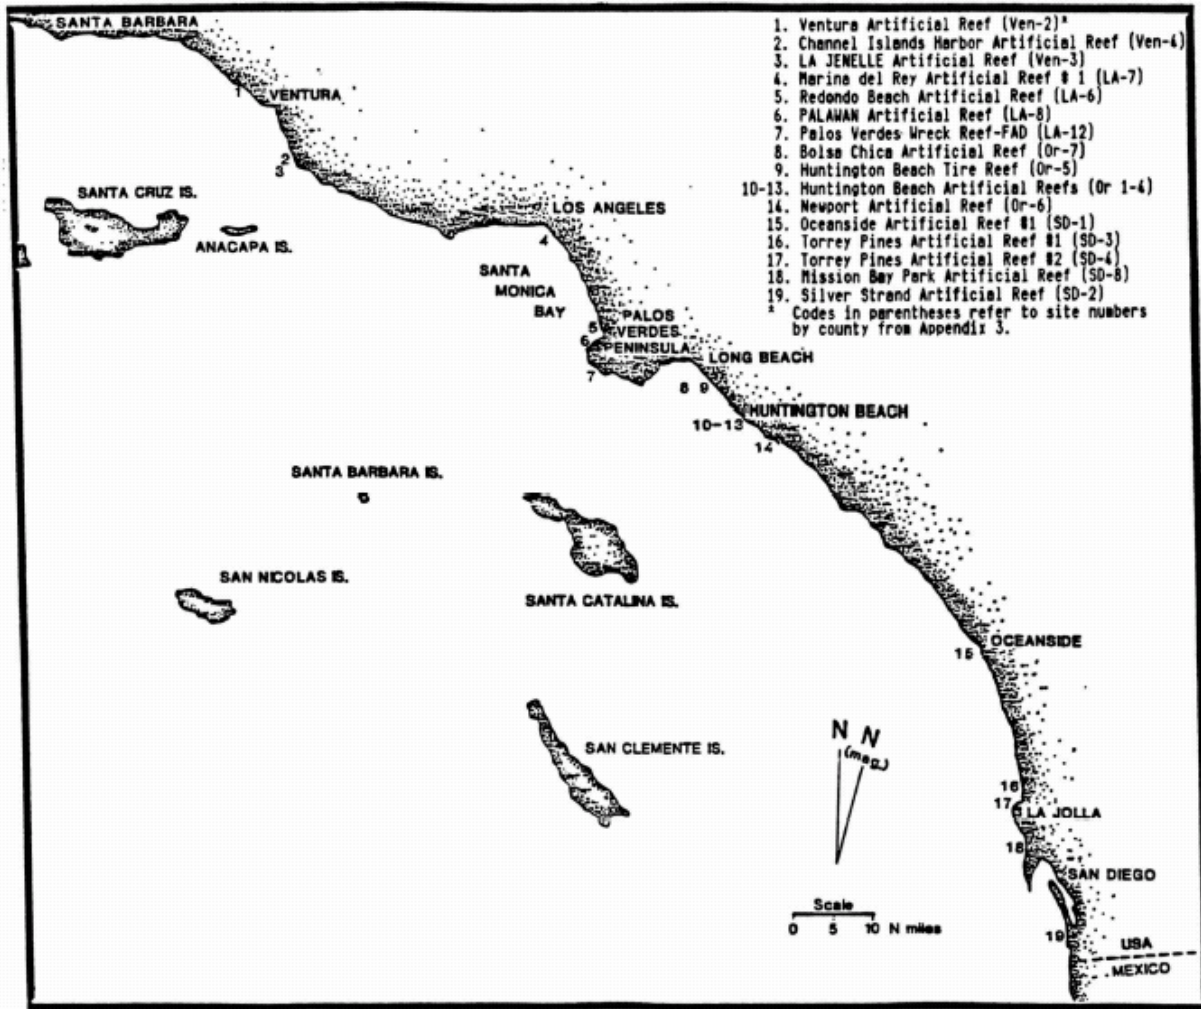 SANTA BARBARA
1. Ventura Artificial Reef (Ven-2)*
2. Channel Islands Harbor Artificial Reef (Ven-4)
3. LA JENELLE Artificial Reef (Ven-3)
4. Marina del Rey Artificial Reef # 1 (LA-7)
5. Redondo Beach Artificial Reef (LA-6)
6. PALAWAN Artificial Reef (LA-8)
7. Palos Verdes Wreck Reef-FAD (LA-12)
8. Bolsa Chica Artificial Reef (Or-7)
9. Huntington Beach Tire Reef (Or-5)
10-13. Huntington Beach Artificial Reefs (Or 1-4)
14. Newport Artificial Reef (Or-6)
15. Oceanside Artificial Reef #1 (SD-1)
16. Torrey Pines Artificial Reef #1 (SD-3)
17. Torrey Pines Artificial Reef #2 (SD-4)
18. Mission Bay Park Artificial Reef (SD-8)
19. Silver Strand Artificial Reef (SD-2)
* Codes in parentheses refer to site numbers
by county from Appendix 3.
1
VENTURA
2
3
SANTA CRUZ IS.
ANACAPA IS.
LOS ANGELES
4
SANTA
MONICA
BAY
5
PALOS
VERDES
6
PENINSULA
7
LONG BEACH
8 9
HUNTINGTON BEACH
10-13
14
SANTA BARBARA IS.
SAN NICOLAS IS.
SANTA CATALINA IS.
OCEANSIDE
15
SAN CLEMENTE IS.
N N
(mag.)
16
17
LA JOLLA
18
SAN DIEGO
Scale
0 5 10 N miles
19
USA
MEXICO